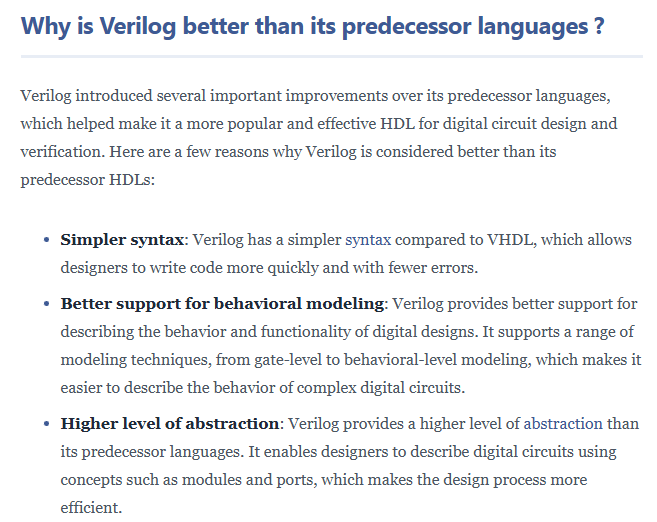 Why is Verilog better than its predecessor languages ?
Verilog introduced several important improvements over its predecessor languages,
which helped make it a more popular and effective HDL for digital circuit design and
verification. Here are a few reasons why Verilog is considered better than its
predecessor HDLs:
• Simpler syntax: Verilog has a simpler syntax compared to VHDL, which allows
designers to write code more quickly and with fewer errors.
• Better support for behavioral modeling: Verilog provides better support for
describing the behavior and functionality of digital designs. It supports a range of
modeling techniques, from gate-level to behavioral-level modeling, which makes it
easier to describe the behavior of complex digital circuits.
• Higher level of abstraction: Verilog provides a higher level of abstraction than
its predecessor languages. It enables designers to describe digital circuits using
concepts such as modules and ports, which makes the design process more
efficient.